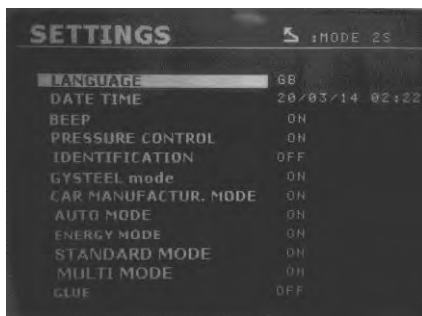 SETTINGS :MODE 2S
LANGUAGE GB
DATE TIME 20/03/14 02:22
BEEP ON
PRESSURE CONTROL ON
IDENTIFICATION OFF
GYSTEEL mode ON
CAR MANUFACTUR. MODE ON
AUTO MODE ON
ENERGY MODE ON
STANDARD MODE ON
MULTI MODE ON
GLUE OFF